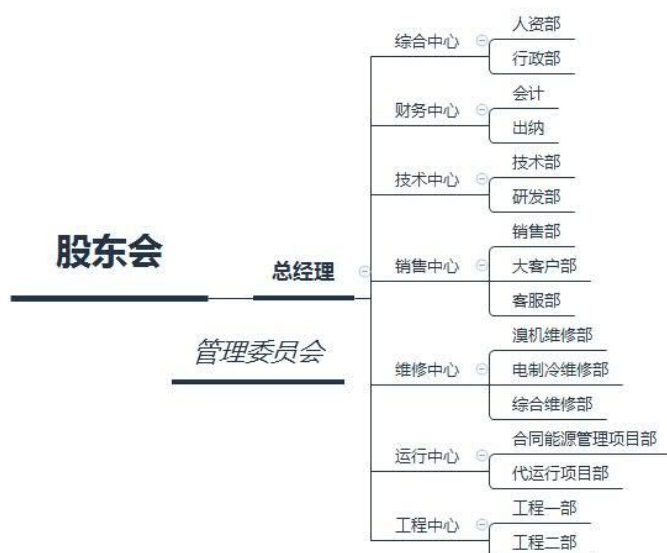 股东会
总经理
管理委员会
综合中心
人资部
行政部
财务中心
会计
出纳
技术中心
技术部
研发部
销售中心
销售部
大客户部
客服部
维修中心
溴机维修部
电制冷维修部
综合维修部
运行中心
合同能源管理项目部
代运行项目部
工程中心
工程一部
工程二部